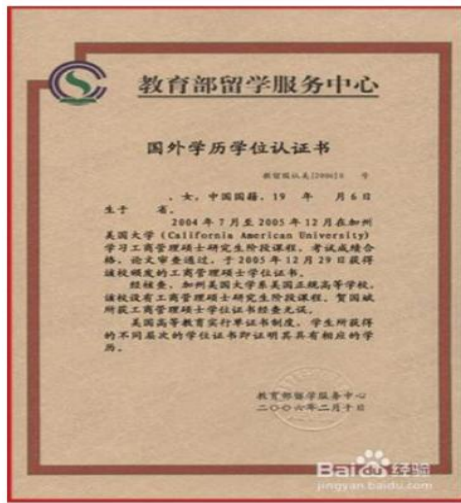 教育部留学服务中心
国外学历学位认证书
教留服认美[2006]0 号
，女，中国国籍，19 年 月6日
生于 省。
2004年7月至2005年12月在加州
美国大学（California American University）
学习工商管理硕士研究生阶段课程，考试成绩合
格，论文审查通过，于2005年12月29日获得
该校颁发的工商管理硕士学位证书。
经核查，加州美国大学系美国正规高等学校，
该校设有工商管理硕士研究生阶段课程。贺国斌
所获工商管理硕士学位证书经查无误。
美国高等教育实行单证书制度，学生所获得
的不同层次的学位证书即证明其具有相应的学
历。
教育部留学服务中心
二〇〇六年二月十日
Baidu 经验
jingyan.baidu.com